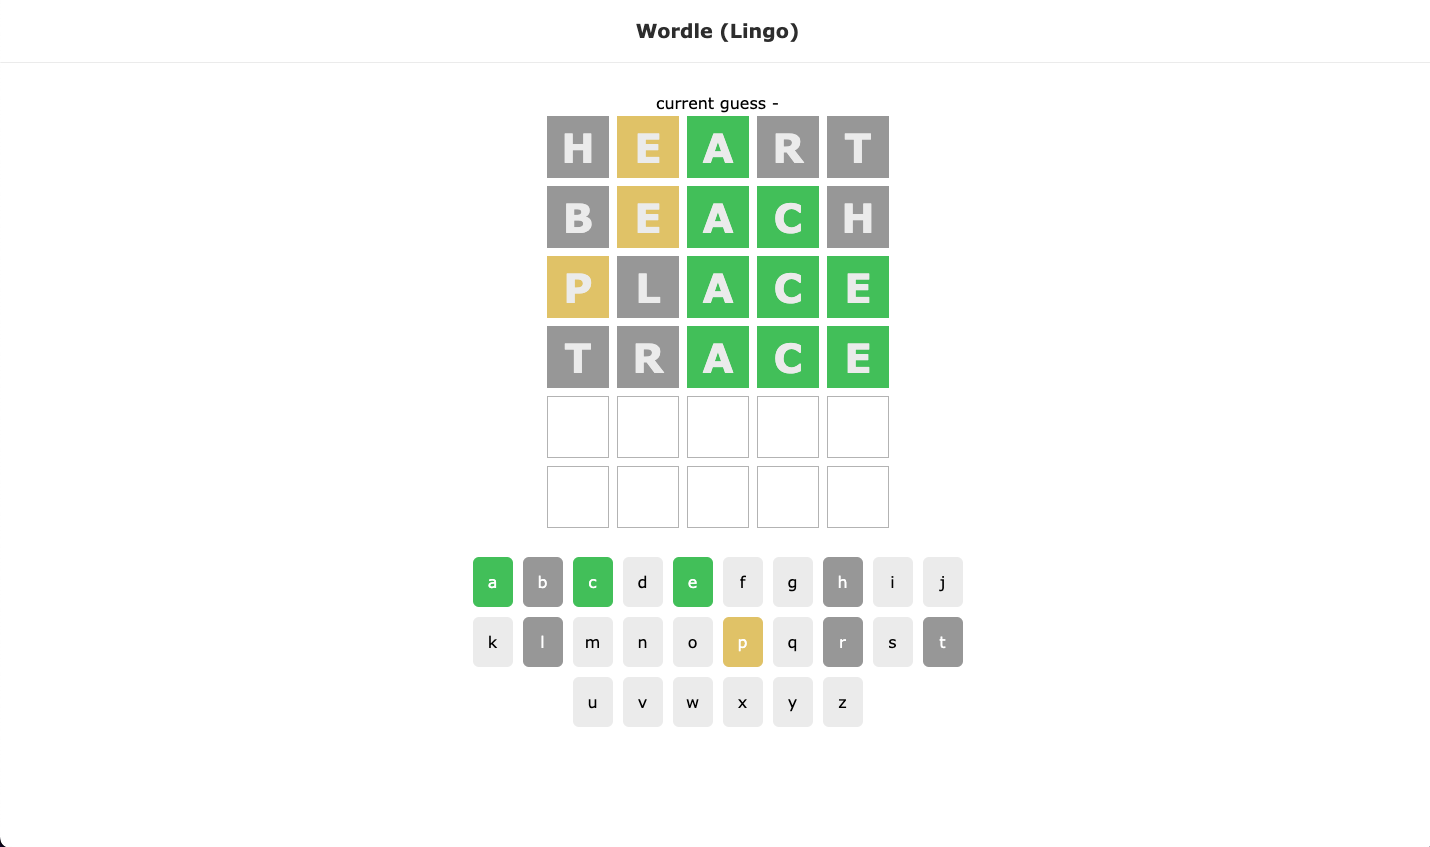 Wordle (Lingo)
current guess -
H E A R T
B E A C H
P L A C E
T R A C E
a b c d e f g h i j
k l m n o p q r s t
u v w x y z